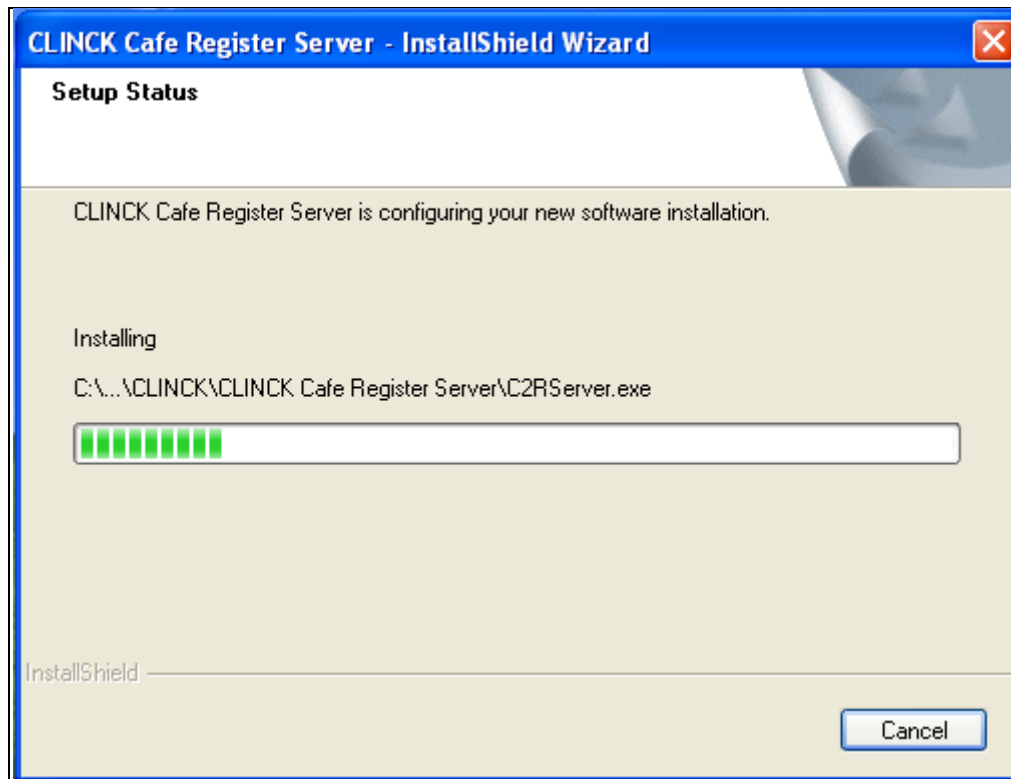 CLINCK Cafe Register Server - InstallShield Wizard
Setup Status
CLINCK Cafe Register Server is configuring your new software installation.
Installing
C:\...\CLINCK\CLINCK Cafe Register Server\C2RServer.exe
InstallShield
Cancel